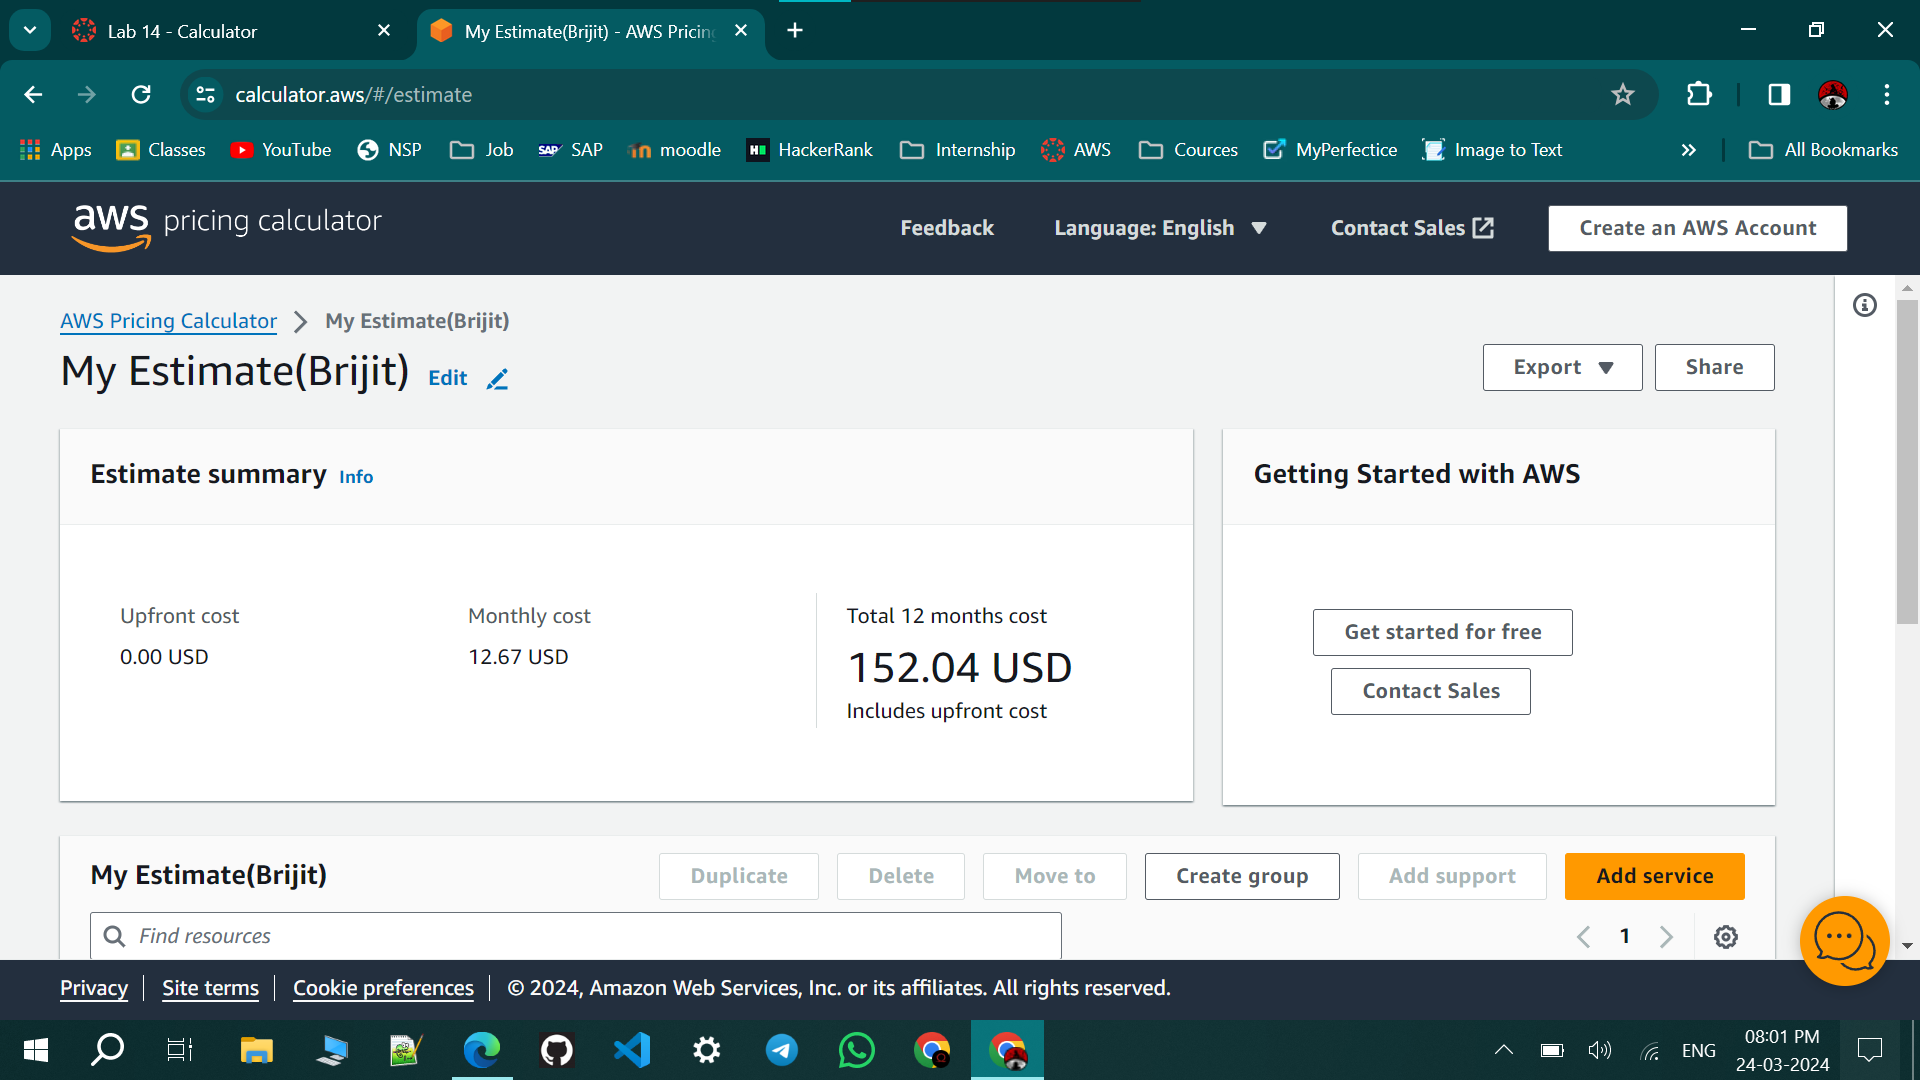 Lab 14 - Calculator
My Estimate(Brijit) - AWS Pricing
calculator.aws/#/estimate
Apps Classes YouTube NSP Job SAP SAP moodle HackerRank Internship AWS Cources MyPerfectice Image to Text All Bookmarks
aws pricing calculator
Feedback Language: English Contact Sales Create an AWS Account
AWS Pricing Calculator My Estimate(Brijit)
My Estimate(Brijit) Edit
Export Share
Estimate summary Info
Getting Started with AWS
Upfront cost Monthly cost Total 12 months cost
0.00 USD 12.67 USD 152.04 USD
Includes upfront cost
Get started for free
Contact Sales
My Estimate(Brijit) Duplicate Delete Move to Create group Add support Add service
Find resources 1
Privacy Site terms Cookie preferences © 2024, Amazon Web Services, Inc. or its affiliates. All rights reserved.
ENG 08:01 PM
24-03-2024